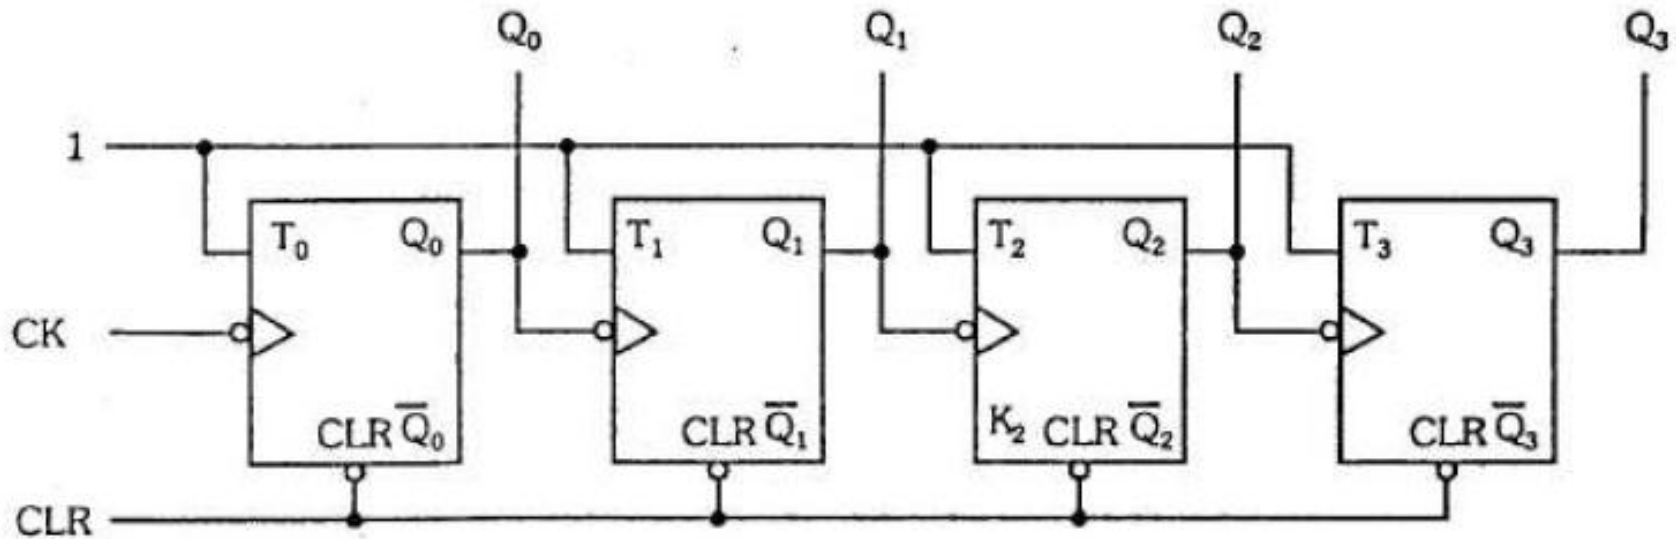 Q₀ Q₁ Q₂ Q₃
1
T₀ Q₀ T₁ Q₁ T₂ Q₂ T₃ Q₃
CK
CLR Q̅₀ CLR Q̅₁ K₂ CLR Q̅₂ CLR Q̅₃
CLR